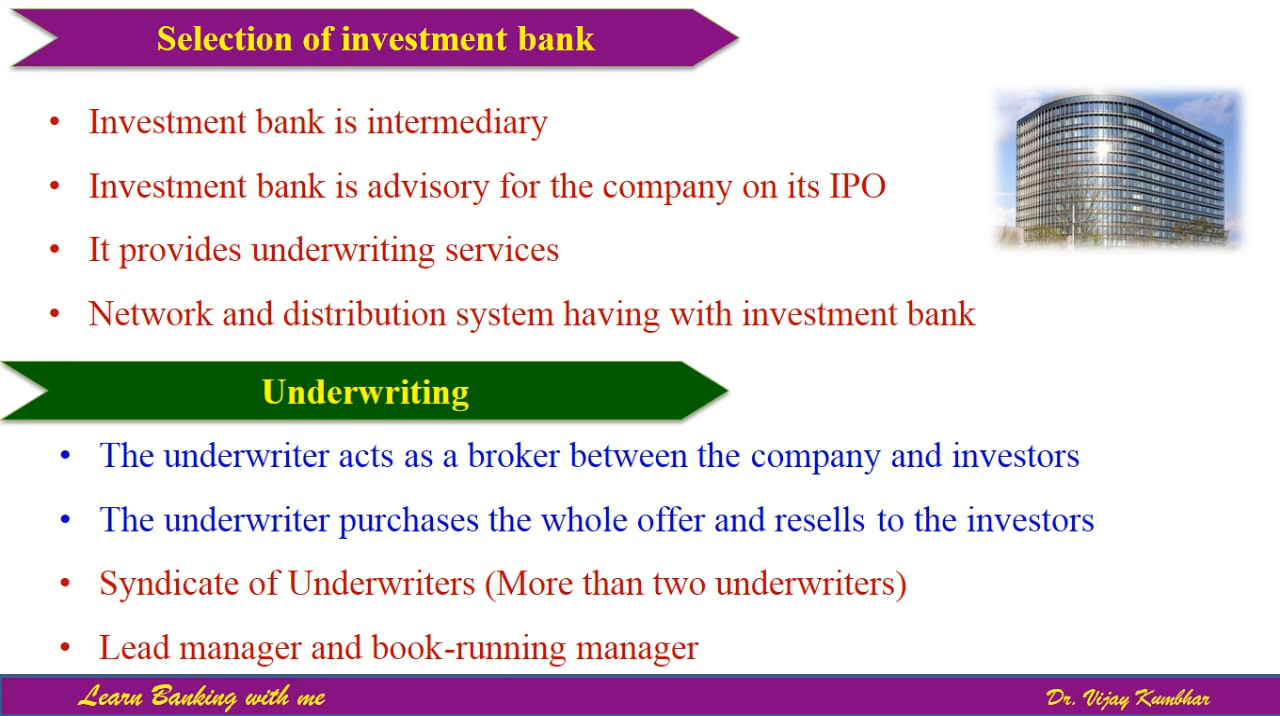 Selection of investment bank
• Investment bank is intermediary
• Investment bank is advisory for the company on its IPO
• It provides underwriting services
• Network and distribution system having with investment bank
Underwriting
• The underwriter acts as a broker between the company and investors
• The underwriter purchases the whole offer and resells to the investors
• Syndicate of Underwriters (More than two underwriters)
• Lead manager and book-running manager
Learn Banking with me
Dr. Vijay Kumbhar